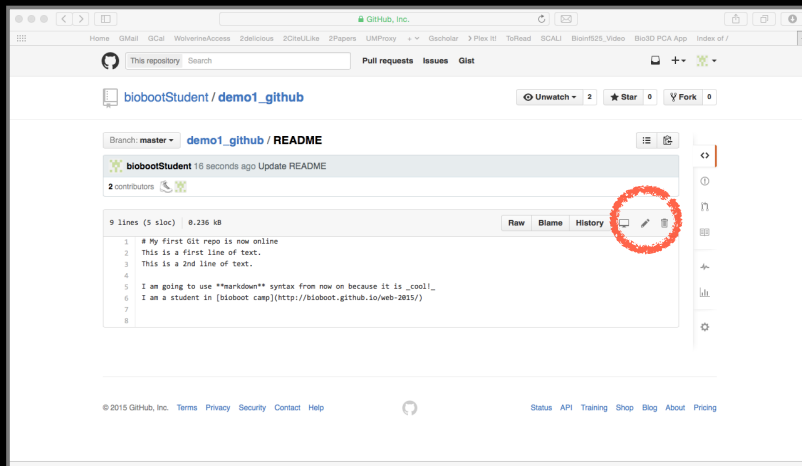 GitHub, Inc.
Home GMail GCal WolverineAccess 2delicious 2CiteULike 2Papers UMProxy Gscholar Plex It! ToRead SCALI Bioinf525_Video Bio3D PCA App Index of /
This repository Search Pull requests Issues Gist
biobootStudent / demo1_github Unwatch 2 Star 0 Fork 0
Branch: master demo1_github / README
biobootStudent 16 seconds ago Update README
2 contributors
9 lines (5 sloc) 0.236 kB Raw Blame History
1 # My first Git repo is now online
2 This is a first line of text.
3 This is a 2nd line of text.
4
5 I am going to use **markdown** syntax from now on because it is _cool!_
6 I am a student in [bioboot camp](http://bioboot.github.io/web-2015/)
7
8
© 2015 GitHub, Inc. Terms Privacy Security Contact Help Status API Training Shop Blog About Pricing